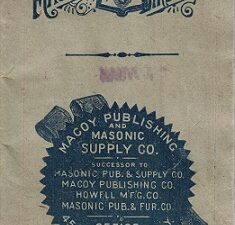 MACOY PUBLISHING
AND
MASONIC
SUPPLY CO.
SUCCESSOR TO
MASONIC PUB. & SUPPLY CO.
MACOY PUBLISHING CO.
HOWELL MFG. CO.
MASONIC PUB. & FUR. CO.